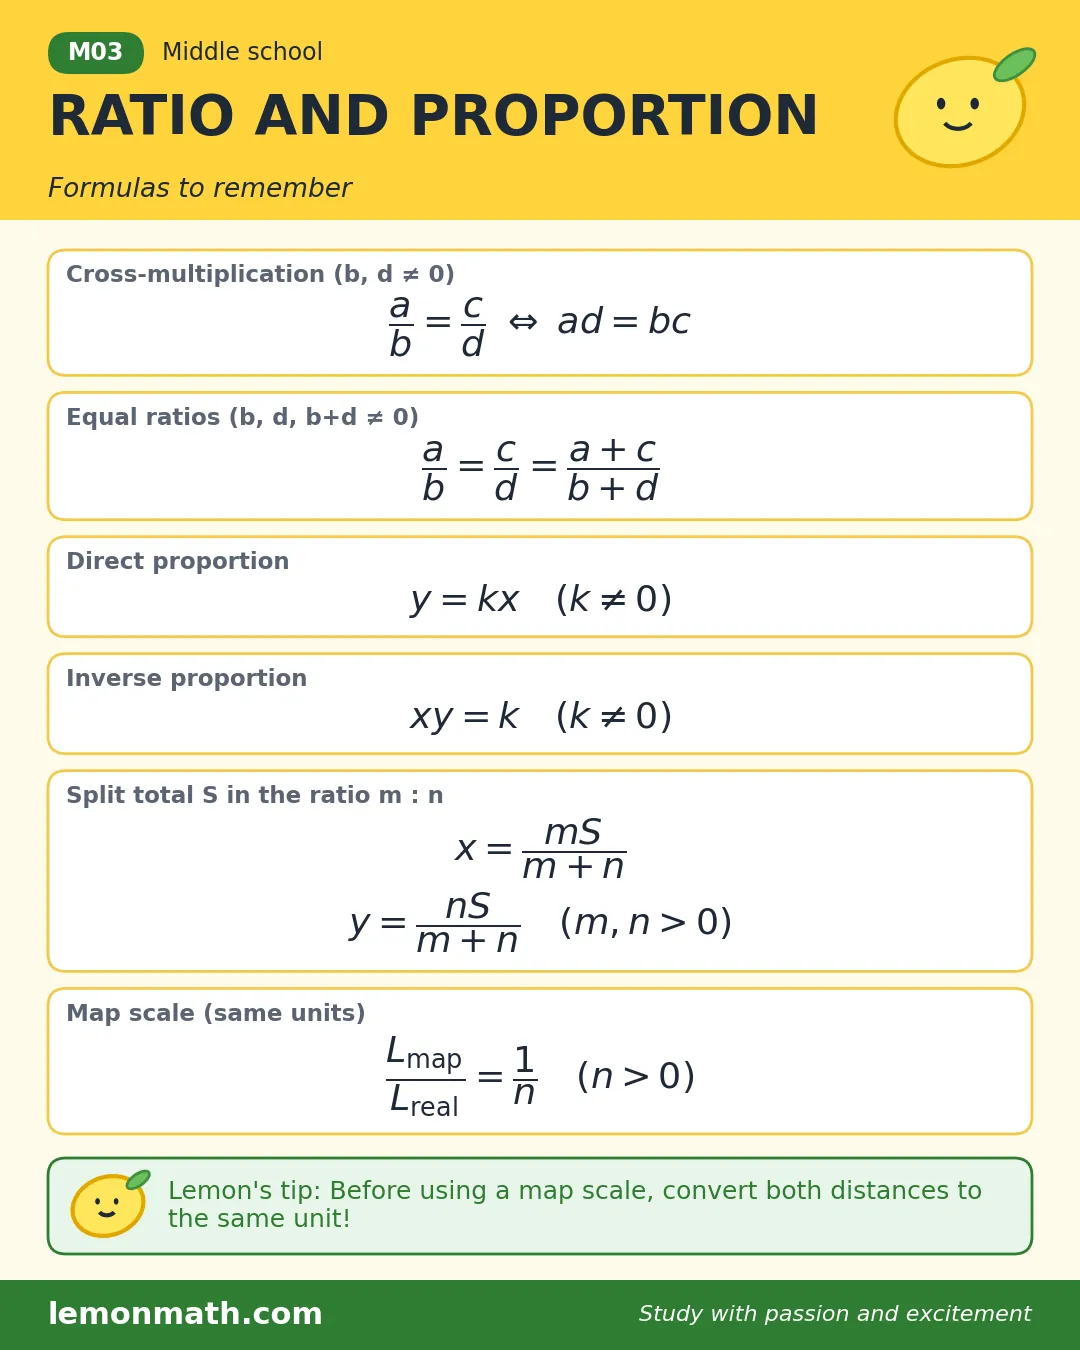 M03 Middle school
RATIO AND PROPORTION
Formulas to remember
Cross-multiplication (b, d ≠ 0)
a/b = c/d ⇔ ad = bc
Equal ratios (b, d, b+d ≠ 0)
a/b = c/d = (a + c)/(b + d)
Direct proportion
y = kx (k ≠ 0)
Inverse proportion
xy = k (k ≠ 0)
Split total S in the ratio m : n
x = mS/(m + n)
y = nS/(m + n) (m, n > 0)
Map scale (same units)
L_map/L_real = 1/n (n > 0)
Lemon's tip: Before using a map scale, convert both distances to
the same unit!
lemonmath.com
Study with passion and excitement